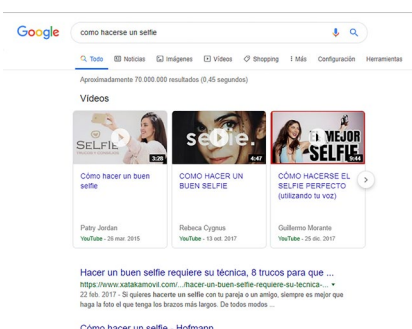 Google
como hacerse un selfie
Todo Noticias Imágenes Vídeos Shopping Más Configuración Herramientas
Aproximadamente 70.000.000 resultados (0,45 segundos)
Vídeos
SELFIE
3:28
selfie.
4:47
EL MEJOR
SELFIE
9:44
Cómo hacer un buen
selfie
COMO HACER UN
BUEN SELFIE
CÓMO HACERSE EL
SELFIE PERFECTO
(utilizando tu voz)
Patry Jordan
YouTube - 26 mar. 2015
Rebeca Cygnus
YouTube - 13 oct. 2017
Guillermo Morante
YouTube - 25 dic. 2017
Hacer un buen selfie requiere su técnica, 8 trucos para que ...
https://www.xatakamovil.com/.../hacer-un-buen-selfie-requiere-su-tecnica-...
22 feb. 2017 - Si quieres hacerte un selfie con tu pareja o un amigo, siempre es mejor que
haga la foto el que tenga los brazos más largos. De todos modos ...
Cómo hacer un selfie - Hofmann